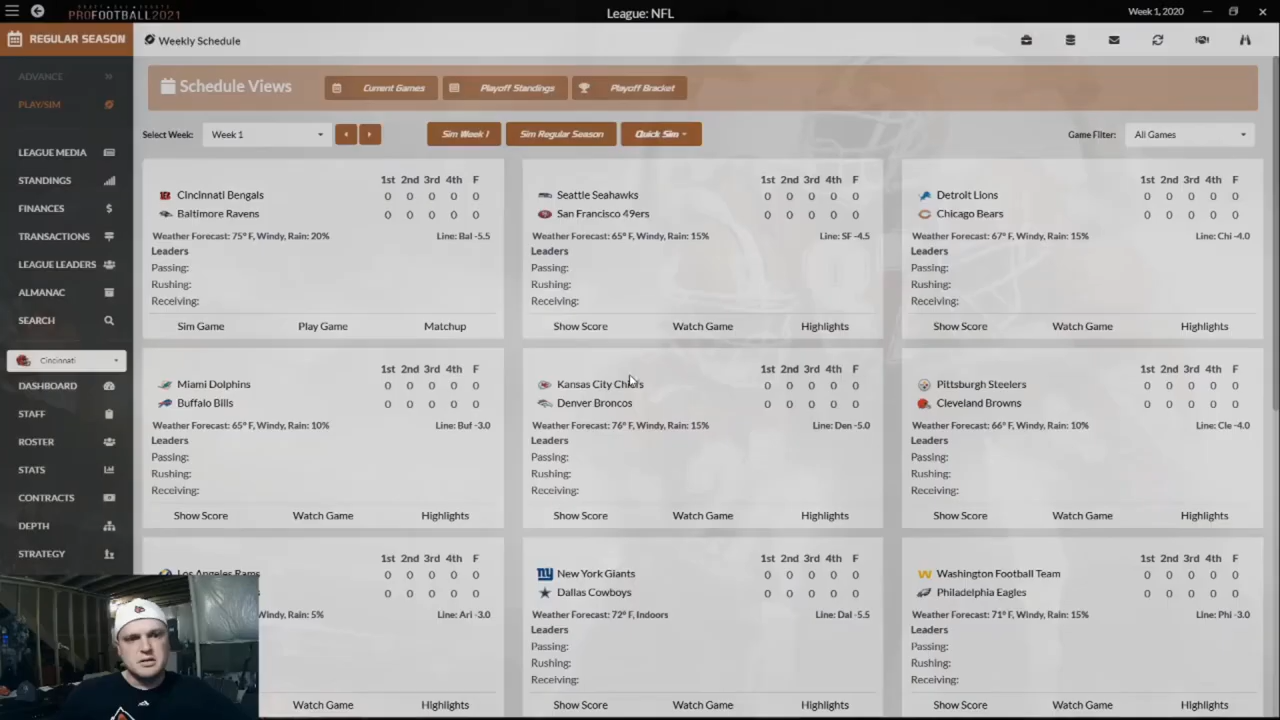 DRAFT DAY SPORTS
PROFOOTBALL2021
League: NFL
Week 1, 2020
REGULAR SEASON
Weekly Schedule
ADVANCE
PLAY/SIM
LEAGUE MEDIA
STANDINGS
FINANCES
TRANSACTIONS
LEAGUE LEADERS
ALMANAC
SEARCH
Cincinnati
DASHBOARD
STAFF
ROSTER
STATS
CONTRACTS
DEPTH
STRATEGY
Schedule Views
Current Games
Playoff Standings
Playoff Bracket
Select Week: Week 1
Sim Week 1
Sim Regular Season
Quick Sim
Game Filter: All Games
1st 2nd 3rd 4th F
Cincinnati Bengals 0 0 0 0 0
Baltimore Ravens 0 0 0 0 0
Weather Forecast: 75° F, Windy, Rain: 20% Line: Bal -5.5
Leaders
Passing:
Rushing:
Receiving:
Sim Game Play Game Matchup
1st 2nd 3rd 4th F
Seattle Seahawks 0 0 0 0 0
San Francisco 49ers 0 0 0 0 0
Weather Forecast: 65° F, Windy, Rain: 15% Line: SF -4.5
Leaders
Passing:
Rushing:
Receiving:
Show Score Watch Game Highlights
1st 2nd 3rd 4th F
Detroit Lions 0 0 0 0 0
Chicago Bears 0 0 0 0 0
Weather Forecast: 67° F, Windy, Rain: 15% Line: Chi -4.0
Leaders
Passing:
Rushing:
Receiving:
Show Score Watch Game Highlights
1st 2nd 3rd 4th F
Miami Dolphins 0 0 0 0 0
Buffalo Bills 0 0 0 0 0
Weather Forecast: 65° F, Windy, Rain: 10% Line: Buf -3.0
Leaders
Passing:
Rushing:
Receiving:
Show Score Watch Game Highlights
1st 2nd 3rd 4th F
Kansas City Chiefs 0 0 0 0 0
Denver Broncos 0 0 0 0 0
Weather Forecast: 76° F, Windy, Rain: 15% Line: Den -5.0
Leaders
Passing:
Rushing:
Receiving:
Show Score Watch Game Highlights
1st 2nd 3rd 4th F
Pittsburgh Steelers 0 0 0 0 0
Cleveland Browns 0 0 0 0 0
Weather Forecast: 66° F, Windy, Rain: 10% Line: Cle -4.0
Leaders
Passing:
Rushing:
Receiving:
Show Score Watch Game Highlights
1st 2nd 3rd 4th F
Los Angeles Rams 0 0 0 0 0
0 0 0 0 0
Windy, Rain: 5% Line: Ari -3.0
Watch Game Highlights
1st 2nd 3rd 4th F
New York Giants 0 0 0 0 0
Dallas Cowboys 0 0 0 0 0
Weather Forecast: 72° F, Indoors Line: Dal -5.5
Leaders
Passing:
Rushing:
Receiving:
Show Score Watch Game Highlights
1st 2nd 3rd 4th F
Washington Football Team 0 0 0 0 0
Philadelphia Eagles 0 0 0 0 0
Weather Forecast: 71° F, Windy, Rain: 15% Line: Phi -3.0
Leaders
Passing:
Rushing:
Receiving:
Show Score Watch Game Highlights